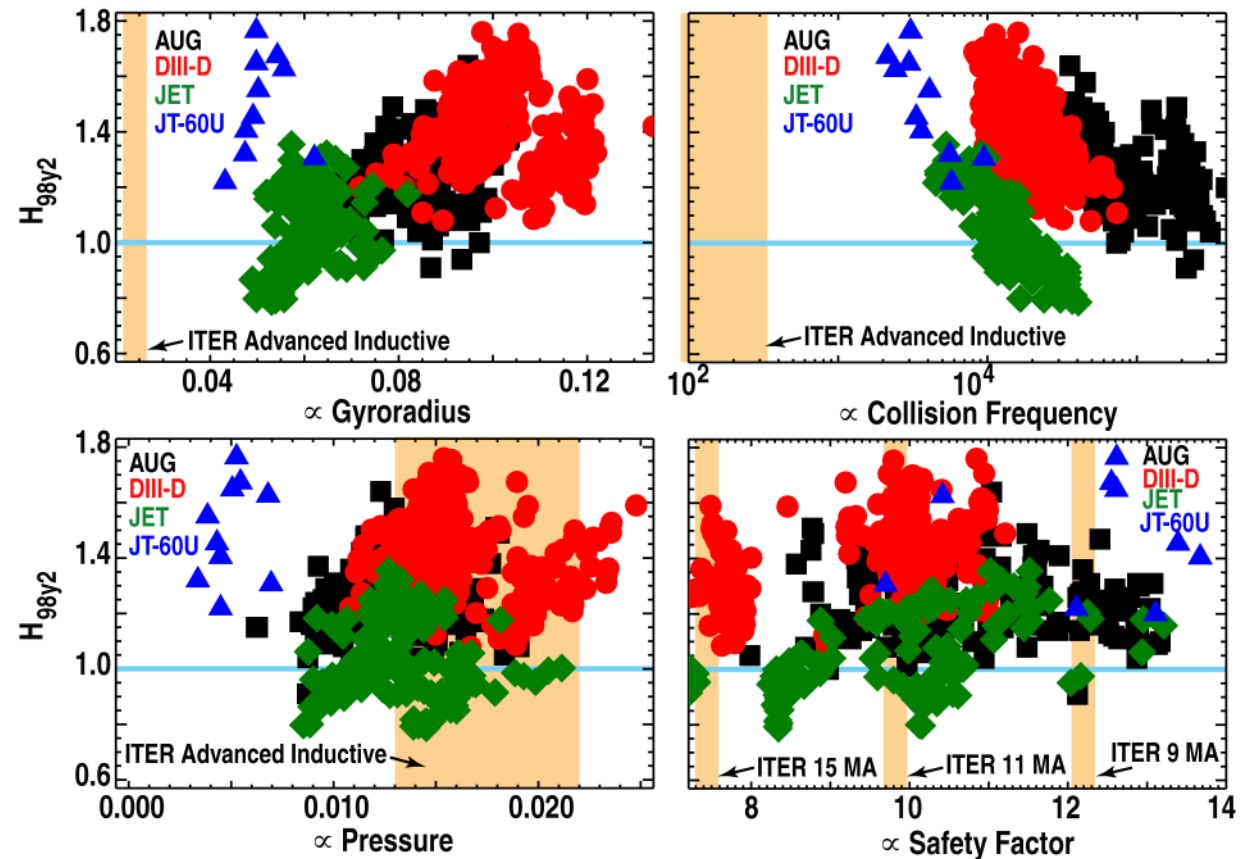 1.8
1.4
1.0
0.6
H98y2
AUG
DIII-D
JET
JT-60U
ITER Advanced Inductive
0.04 0.08 0.12
∝ Gyroradius
AUG
DIII-D
JET
JT-60U
ITER Advanced Inductive
10² 10⁴
∝ Collision Frequency
1.8
1.4
1.0
0.6
H98y2
AUG
DIII-D
JET
JT-60U
ITER Advanced Inductive
0.000 0.010 0.020
∝ Pressure
AUG
DIII-D
JET
JT-60U
ITER 15 MA
ITER 11 MA
ITER 9 MA
8 10 12 14
∝ Safety Factor